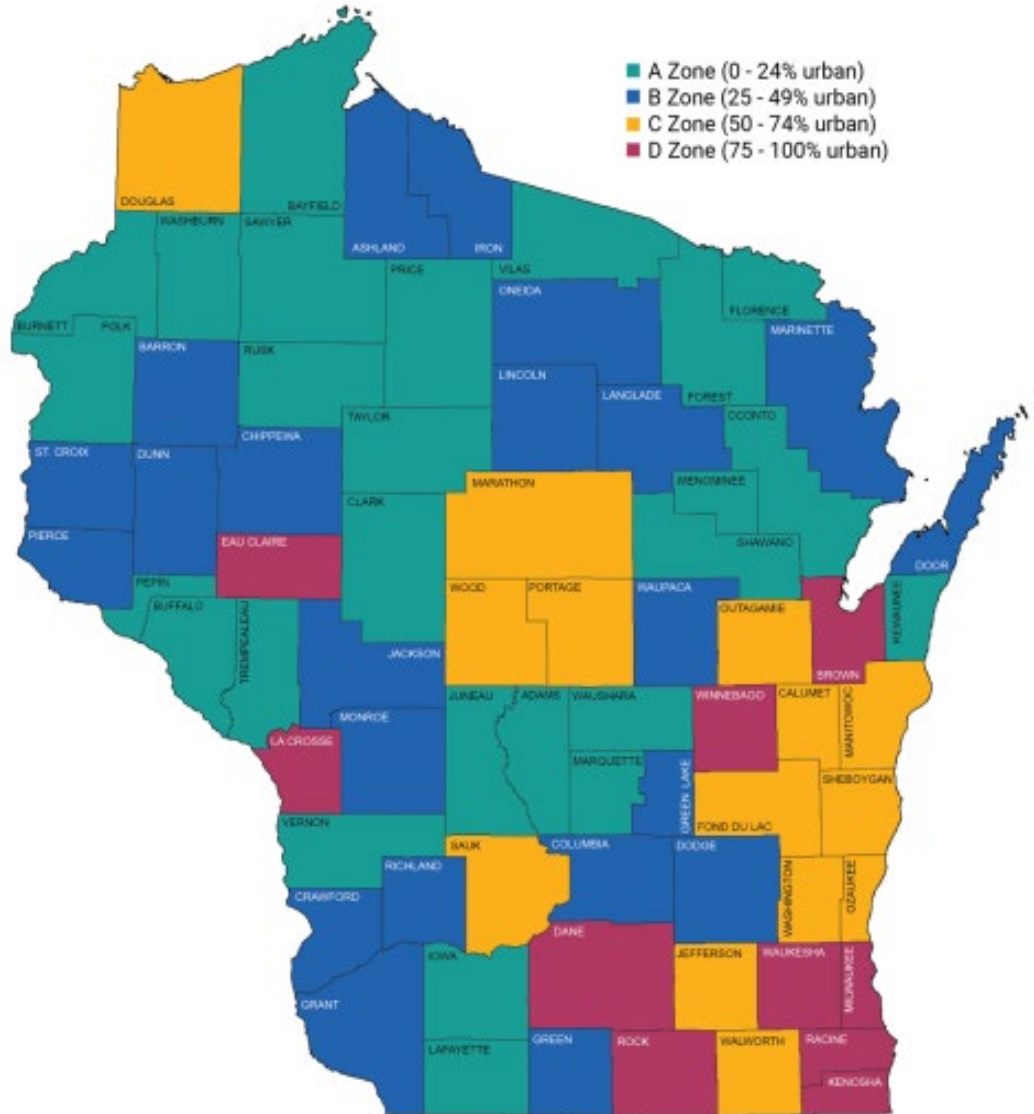 A Zone (0 - 24% urban)
B Zone (25 - 49% urban)
C Zone (50 - 74% urban)
D Zone (75 - 100% urban)
DOUGLAS
BAYFIELD
WASHBURN
SAWYER
ASHLAND
IRON
PRICE
VILAS
ONEIDA
FLORENCE
BURNETT
POLK
MARINETTE
BARRON
RUSK
LINCOLN
LANGLADE
FOREST
TAYLOR
OCONTO
CHIPPEWA
ST. CROIX
DUNN
MARATHON
MENOMINEE
CLARK
PIERCE
EAU CLAIRE
SHAWANO
DOOR
PEPIN
WOOD
PORTAGE
WAUPACA
BUFFALO
TREMPEALEAU
OUTAGAMIE
KEWAUNEE
JACKSON
BROWN
JUNEAU
ADAMS
WAUSHARA
WINNEBAGO
CALUMET
MANITOWOC
MONROE
LA CROSSE
MARQUETTE
GREEN LAKE
SHEBOYGAN
VERNON
FOND DU LAC
SAUK
COLUMBIA
DODGE
RICHLAND
WASHINGTON
OZAUKEE
CRAWFORD
DANE
IOWA
JEFFERSON
WAUKESHA
MILWAUKEE
GRANT
LAFAYETTE
GREEN
ROCK
WALWORTH
RACINE
KENOSHA